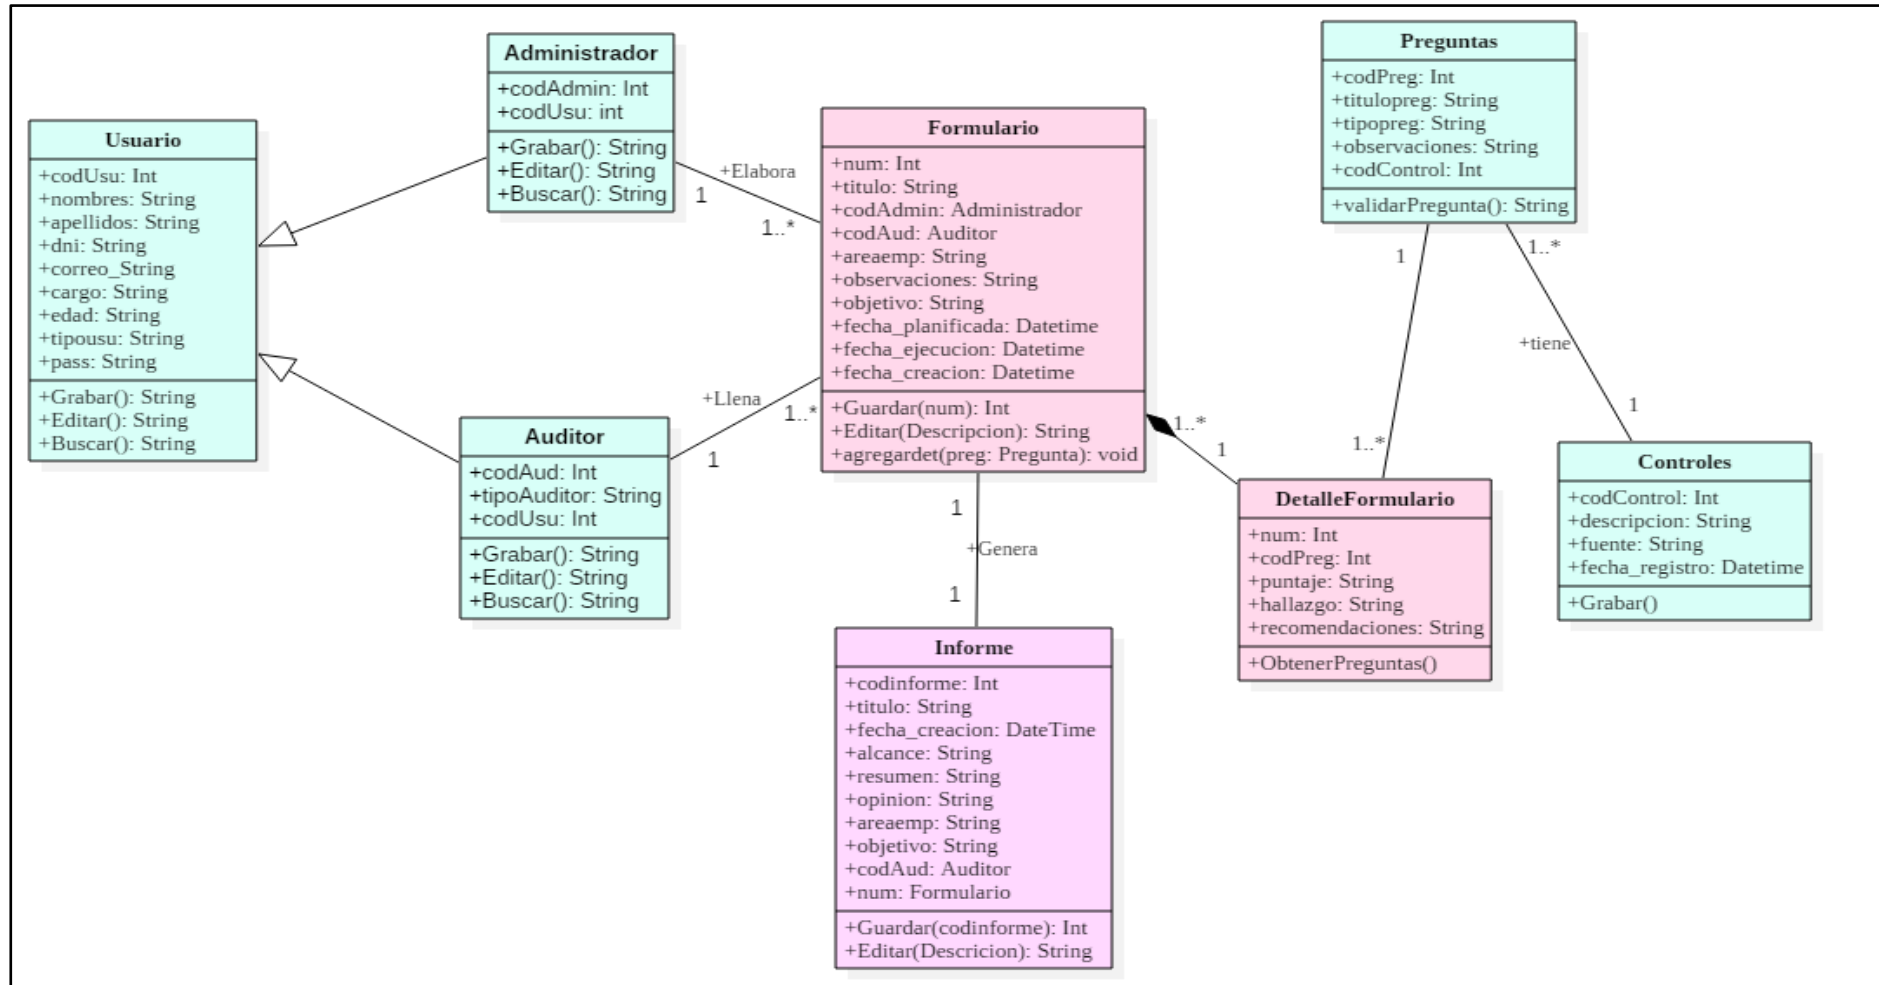 Usuario
+codUsu: Int
+nombres: String
+apellidos: String
+dni: String
+correo_String
+cargo: String
+edad: String
+tipousu: String
+pass: String
+Grabar(): String
+Editar(): String
+Buscar(): String
Administrador
+codAdmin: Int
+codUsu: int
+Grabar(): String
+Editar(): String
+Buscar(): String
+Elabora
1
1..*
Auditor
+codAud: Int
+tipoAuditor: String
+codUsu: Int
+Grabar(): String
+Editar(): String
+Buscar(): String
+Llena
1..*
1
Formulario
+num: Int
+titulo: String
+codAdmin: Administrador
+codAud: Auditor
+areaemp: String
+observaciones: String
+objetivo: String
+fecha_planificada: Datetime
+fecha_ejecucion: Datetime
+fecha_creacion: Datetime
+Guardar(num): Int
+Editar(Descripcion): String
+agregardet(preg: Pregunta): void
1
+Genera
1
Informe
+codinforme: Int
+titulo: String
+fecha_creacion: DateTime
+alcance: String
+resumen: String
+opinion: String
+areaemp: String
+objetivo: String
+codAud: Auditor
+num: Formulario
+Guardar(codinforme): Int
+Editar(Descricion): String
1..*
1
DetalleFormulario
+num: Int
+codPreg: Int
+puntaje: String
+hallazgo: String
+recomendaciones: String
+ObtenerPreguntas()
Preguntas
+codPreg: Int
+titulopreg: String
+tipopreg: String
+observaciones: String
+codControl: Int
+validarPregunta(): String
1
1..*
1..*
+tiene
1
Controles
+codControl: Int
+descripcion: String
+fuente: String
+fecha_registro: Datetime
+Grabar()